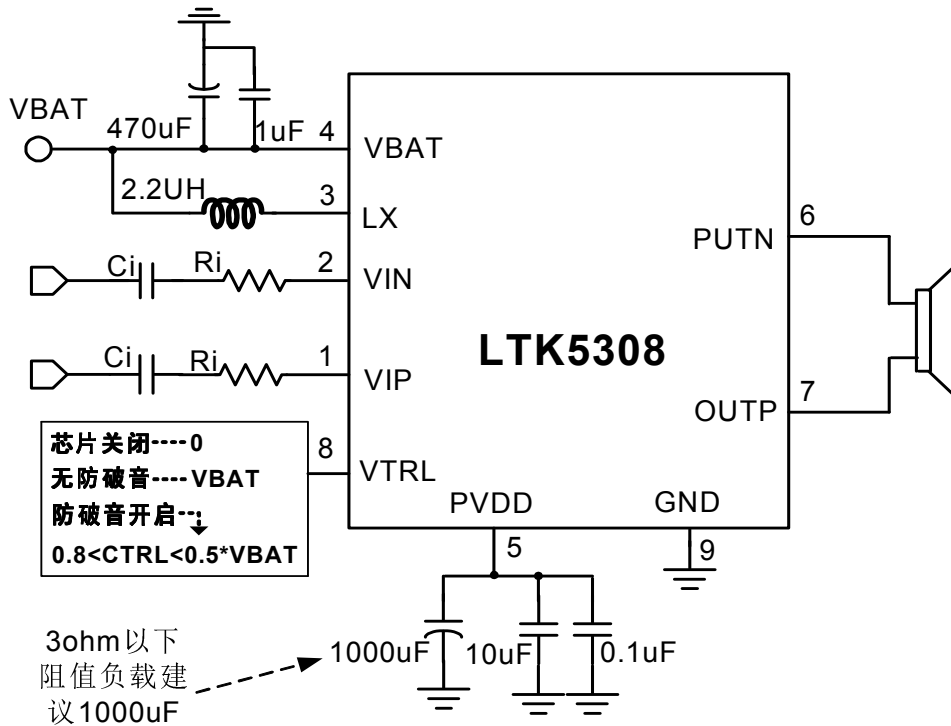 VBAT
470uF
1uF
4
VBAT
2.2UH
3
LX
Ci
Ri
2
VIN
Ci
Ri
1
VIP
LTK5308
PUTN
6
OUTP
7
芯片关闭----0
无防破音----VBAT
防破音开启--
0.8<CTRL<0.5*VBAT
8
VTRL
PVDD
5
GND
9
1000uF
10uF
0.1uF
3ohm以下
阻值负载建
议1000uF